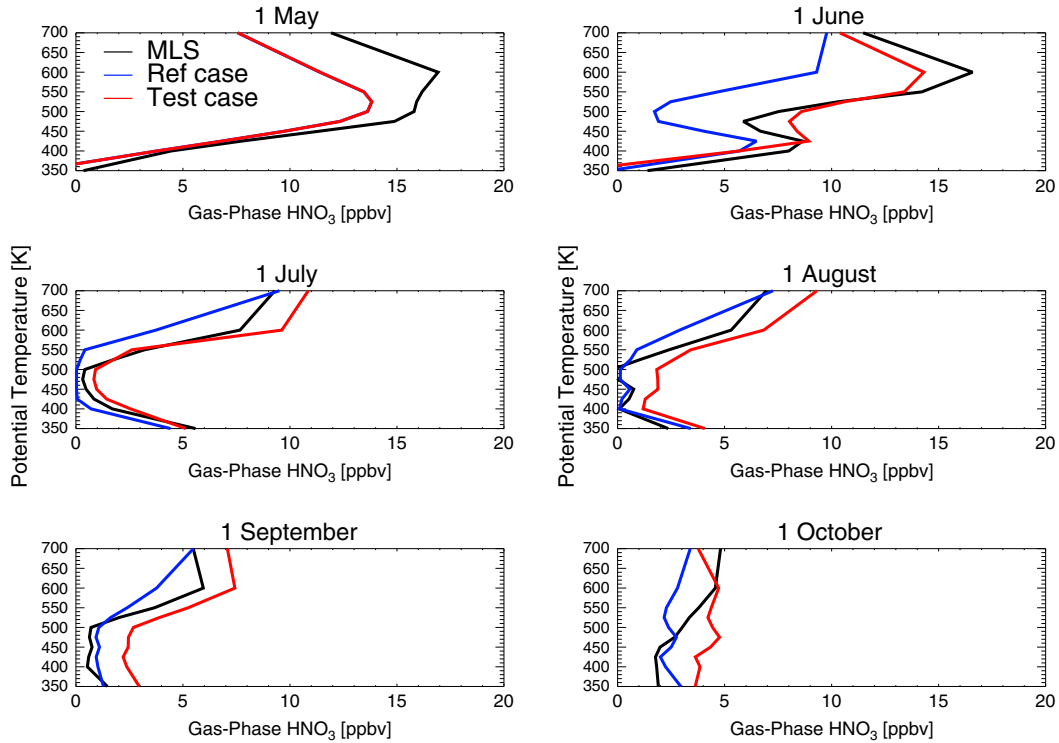 1 May
1 June
700
650
600
550
500
450
400
350
MLS
Ref case
Test case
0 5 10 15 20
Gas-Phase HNO3 [ppbv]
700
650
600
550
500
450
400
350
0 5 10 15 20
Gas-Phase HNO3 [ppbv]
1 July
1 August
Potential Temperature [K]
700
600
550
500
450
400
350
0 5 10 15 20
Gas-Phase HNO3 [ppbv]
Potential Temperature [K]
700
600
550
500
450
400
350
0 5 10 15 20
Gas-Phase HNO3 [ppbv]
1 September
1 October
700
600
550
500
450
400
350
0 5 10 15 20
Gas-Phase HNO3 [ppbv]
700
600
550
500
450
400
350
0 5 10 15 20
Gas-Phase HNO3 [ppbv]